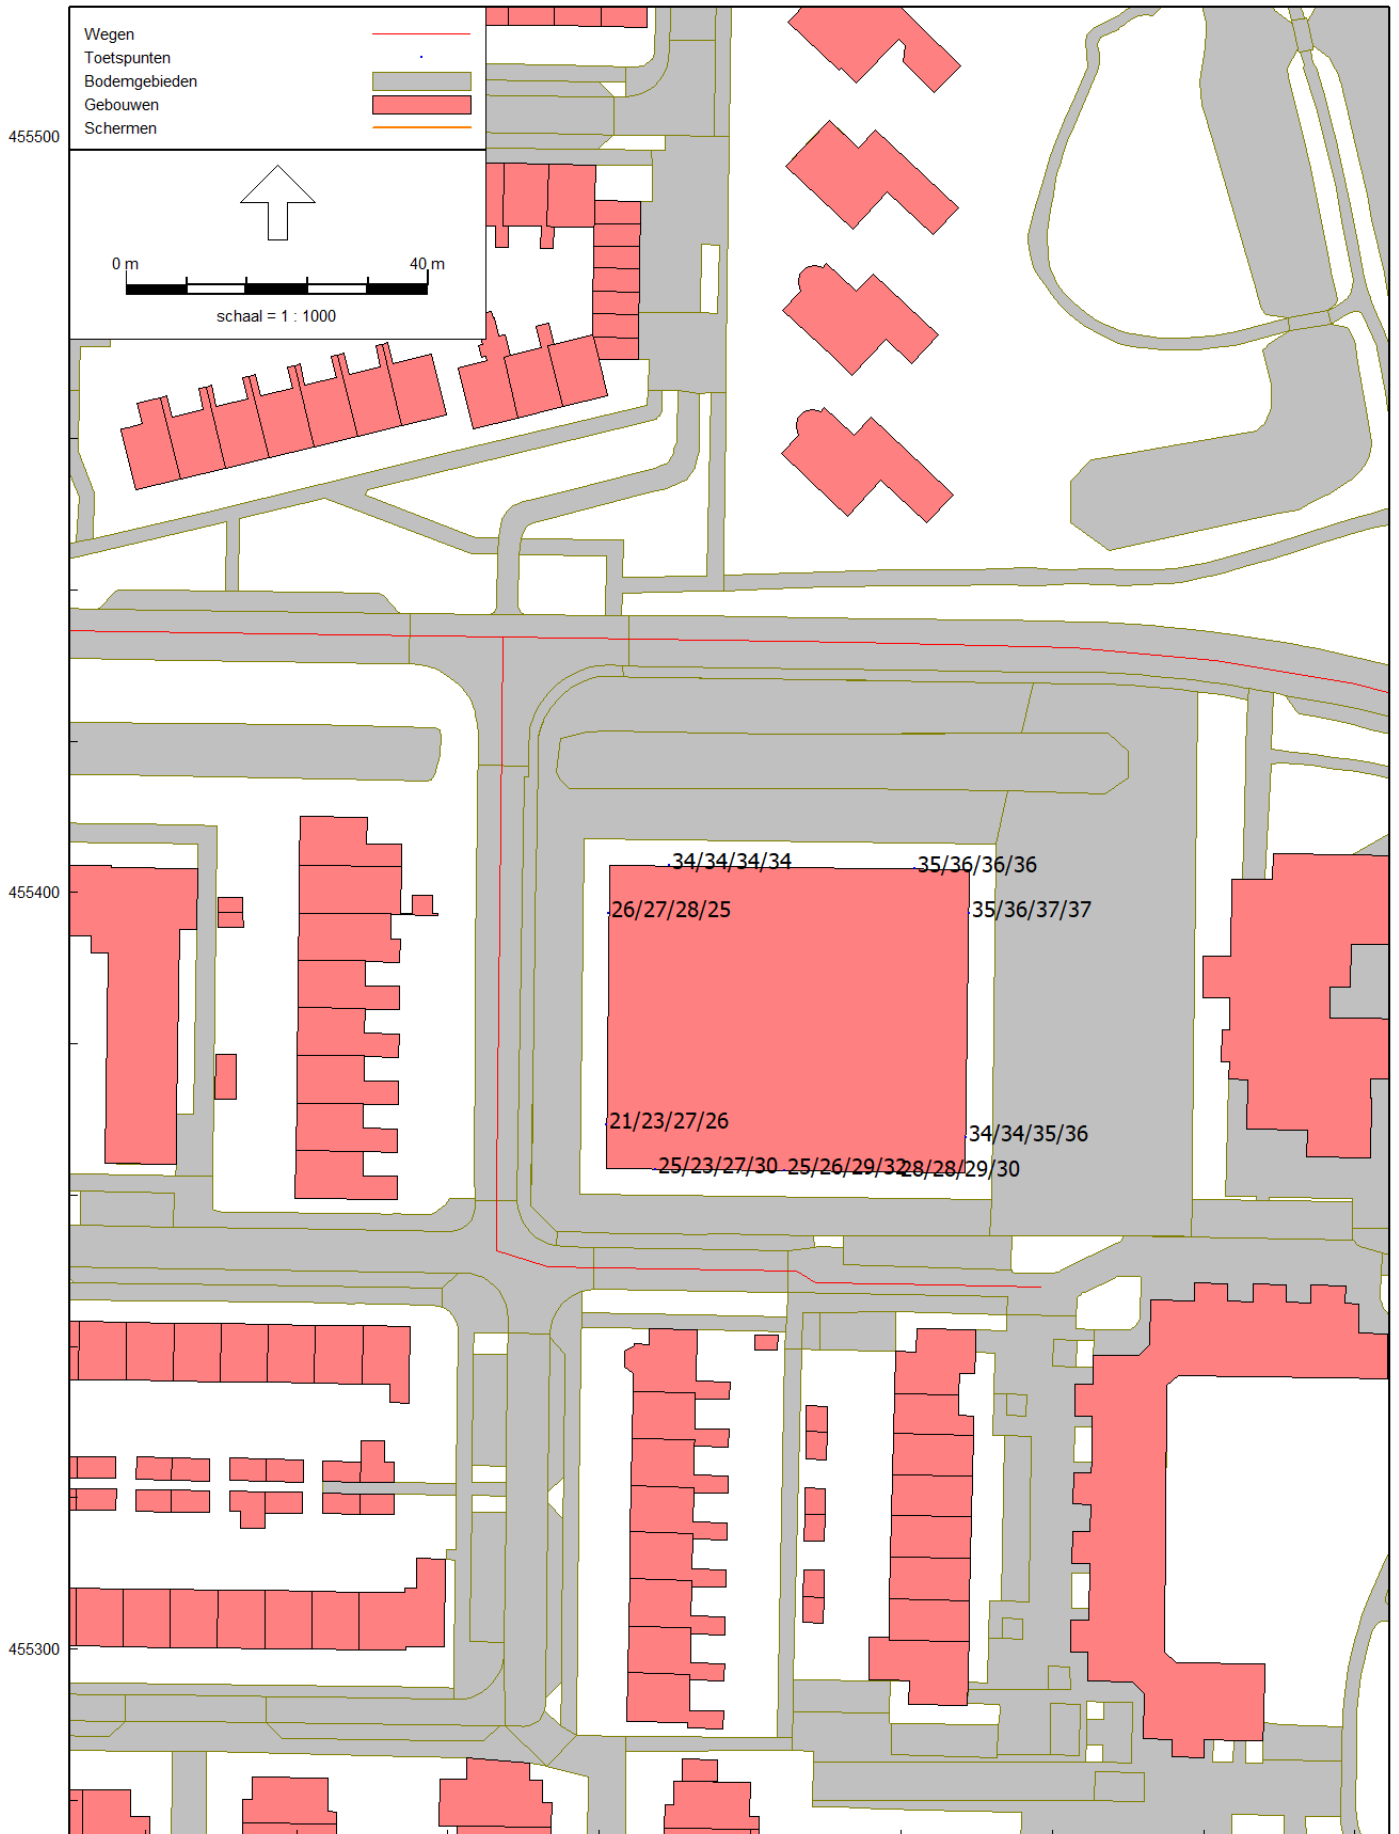 Wegen
Toetspunten
Bodemgebieden
Gebouwen
Schermen
455500
0 m 40 m
schaal = 1 : 1000
34/34/34/34
35/36/36/36
455400
26/27/28/25
35/36/37/37
21/23/27/26
34/34/35/36
25/23/27/30
25/26/29/32
28/28/29/30
455300